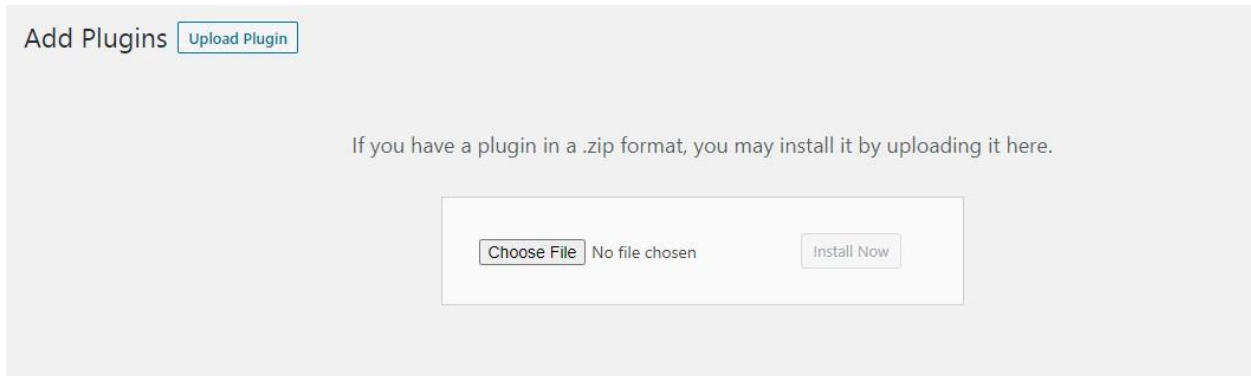 Add Plugins Upload Plugin
If you have a plugin in a .zip format, you may install it by uploading it here.
Choose File No file chosen Install Now